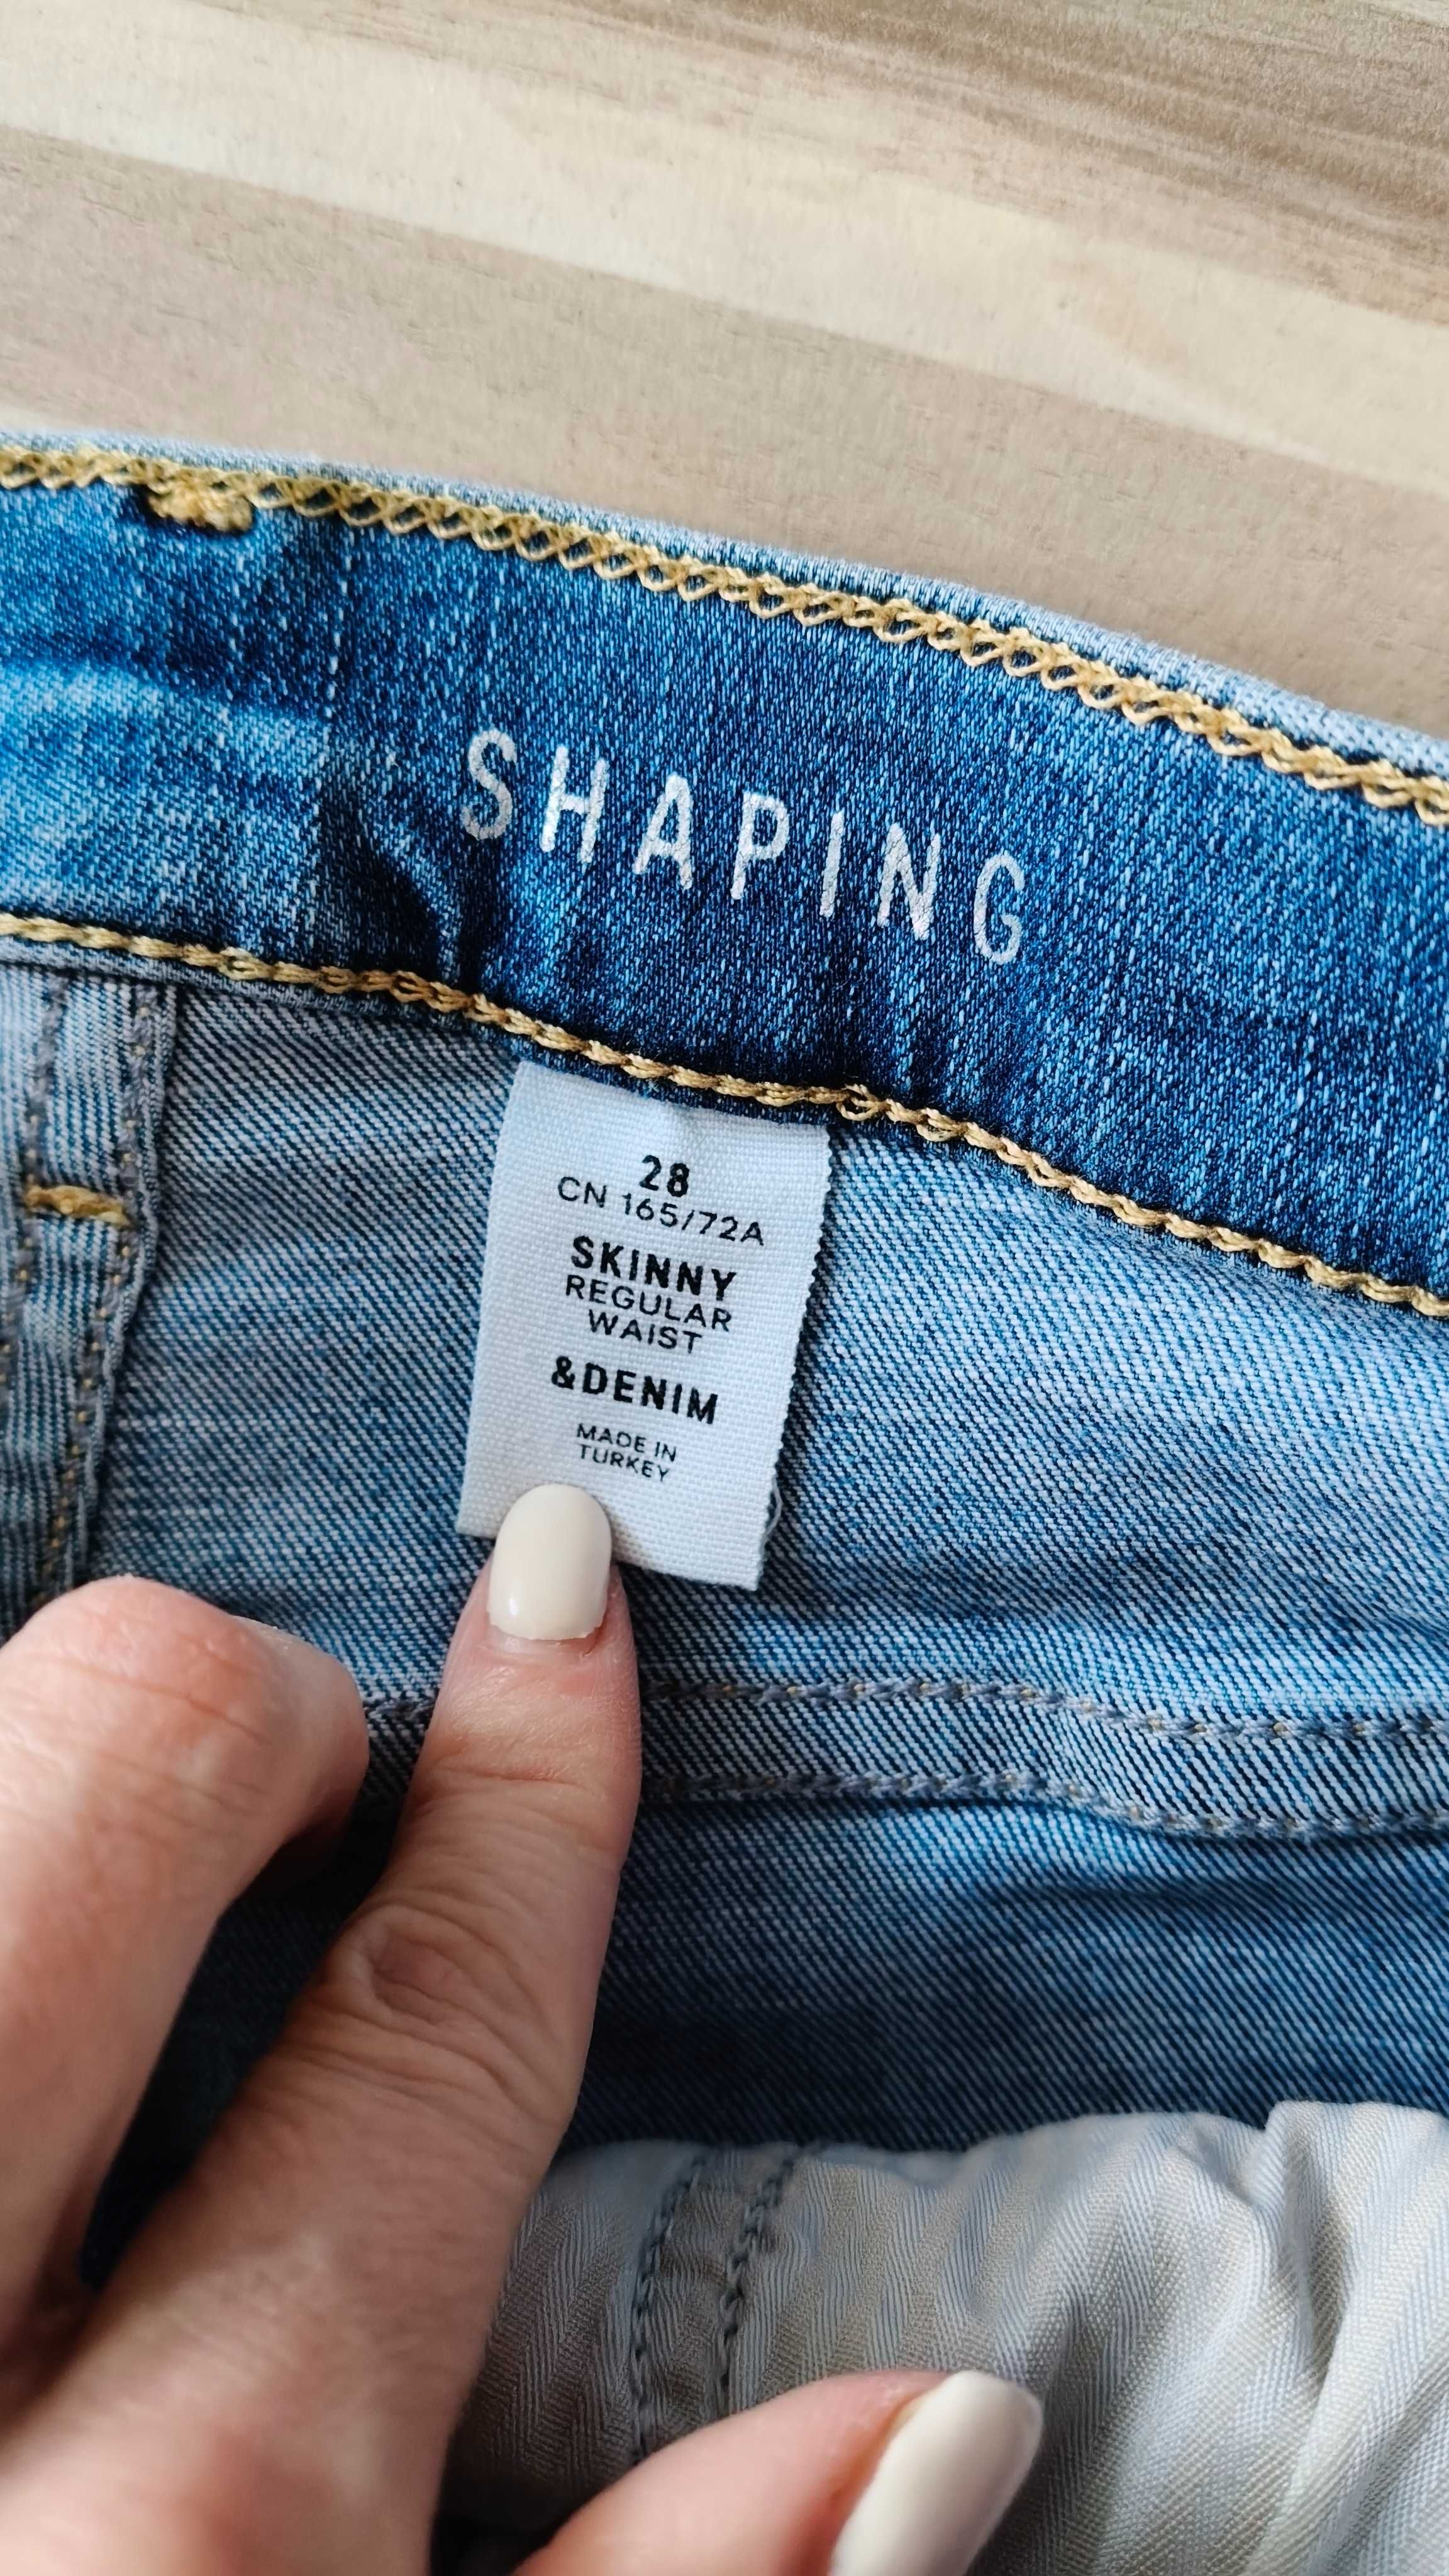 SHAPING
28
CN 165/72A
SKINNY
REGULAR
WAIST
&DENIM
MADE IN
TURKEY